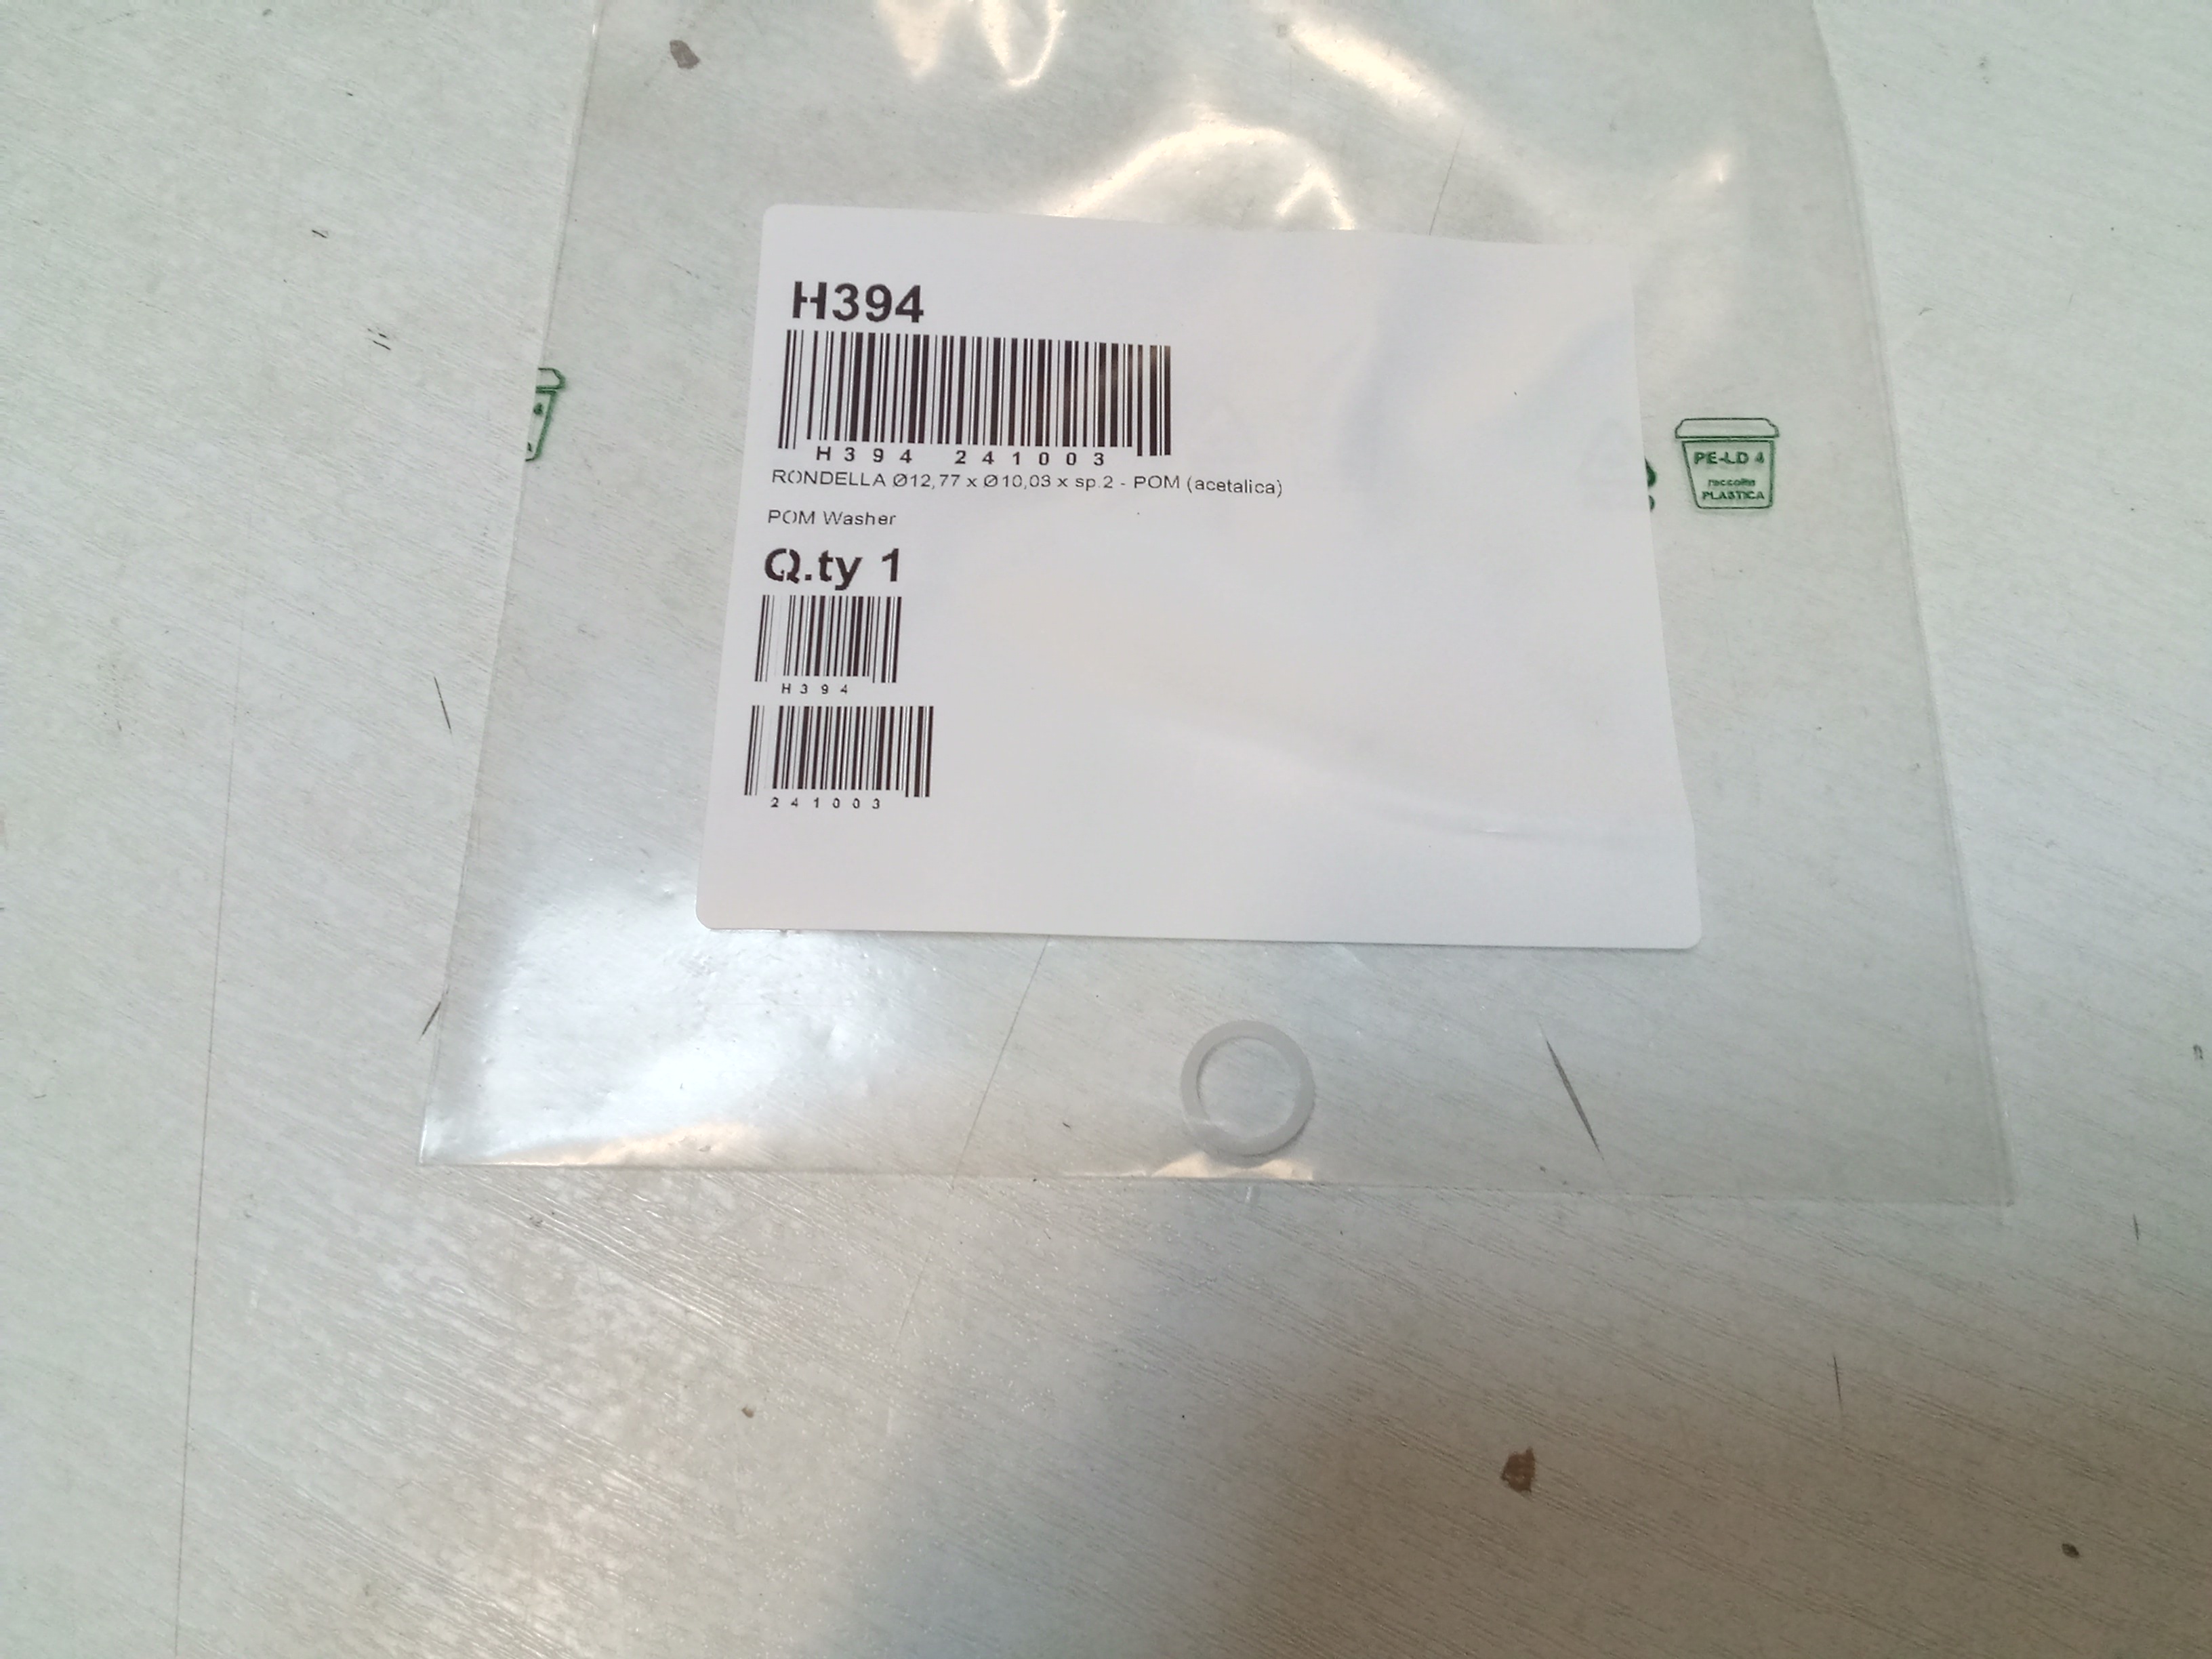 H394
H394 241003
RONDELLA Ø12,77 x Ø10,03 x sp.2 - POM (acetalica)
POM Washer
Q.ty 1
H394
241003
PE-LD 4
raccolta
PLASTICA
4